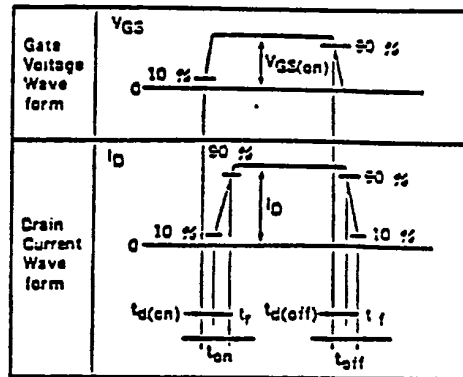 Gate
Voltage
Wave
form
VGS
10 %
0
90 %
VGS(on)
Drain
Current
Wave
form
ID
90 %
10 %
0
ID
90 %
10 %
td(on)
tr
td(off)
tf
ton
toff